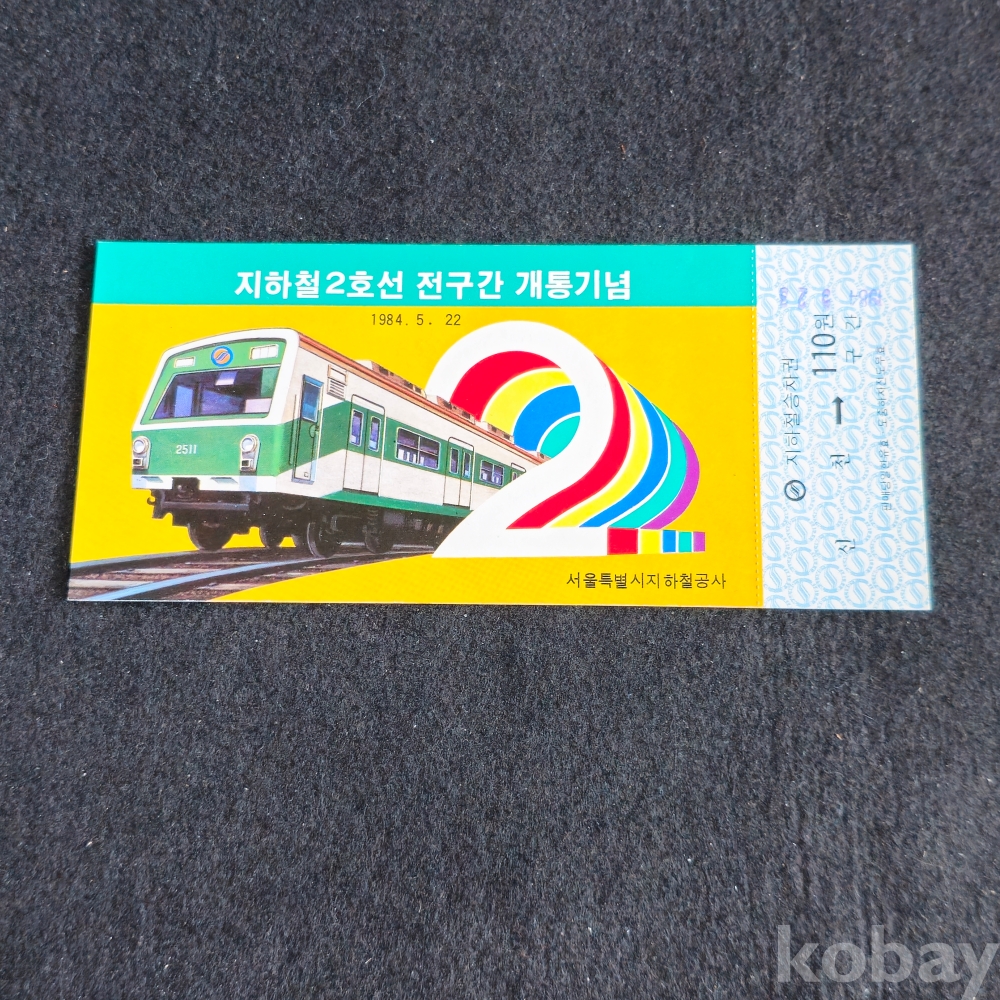 지하철2호선 전구간 개통기념
1984. 5. 22
2511
서울특별시지하철공사
지하철승차권
신천 → 110원
구간
kobay